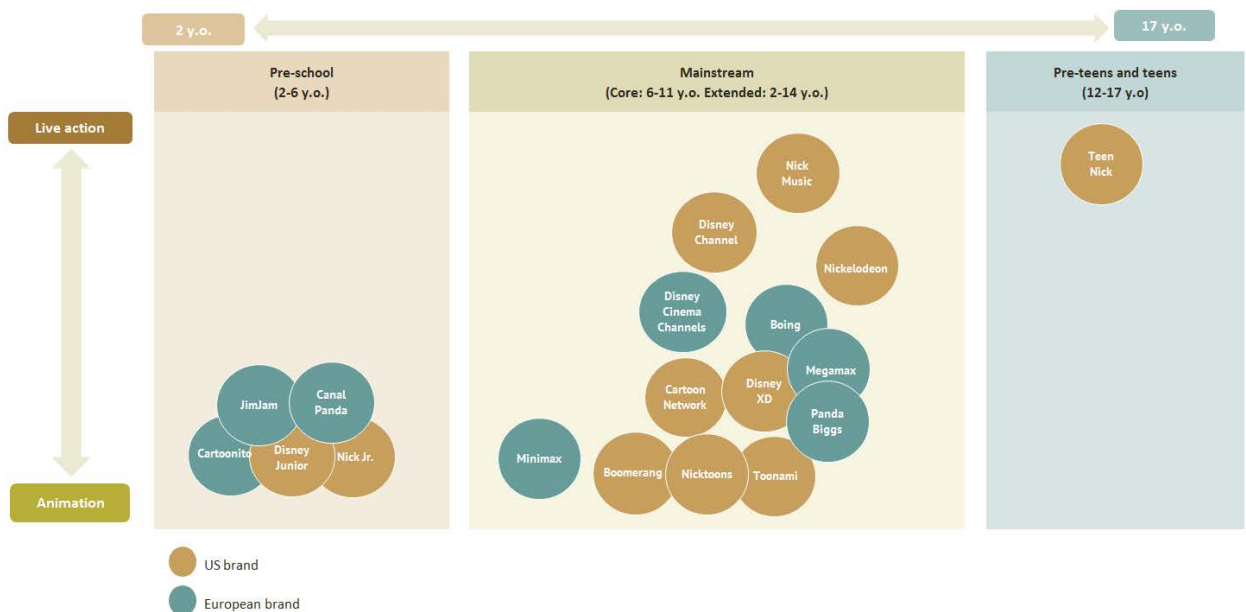 2 y.o.
17 y.o.
Pre-school
(2-6 y.o.)
Mainstream
(Core: 6-11 y.o. Extended: 2-14 y.o.)
Pre-teens and teens
(12-17 y.o)
Live action
Teen
Nick
Nick
Music
Disney
Channel
Nickelodeon
Disney
Cinema
Channels
Boing
Megamax
Cartoon
Network
Disney
XD
Panda
Biggs
JimJam
Canal
Panda
Cartoonito
Disney
Junior
Nick Jr.
Minimax
Boomerang
Nicktoons
Toonami
Animation
US brand
European brand